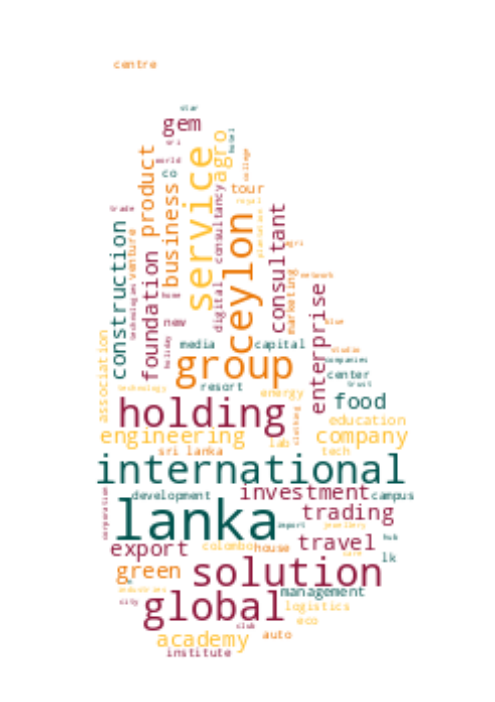 centre
star
gem
sri
world
co
service
agro
hotel
college
tour
royal
product
business
consultancy
ceylon
plantation
consultant
agri
trade
construction
venture
technologies
foundation
home
new
holiday
digital
marketing
network
enterprise
blue
media
capital
studio
companies
group
center
trust
association
technology
resort
energy
food
holding
clothing
education
engineering
lab
company
sri lanka
tech
international
corporation
development
investment
campus
lanka
import
trading
jewellery
export
colombo
house
travel
hub
lk
green
solution
industries
management
city
global
logistics
eco
club
academy
auto
institute